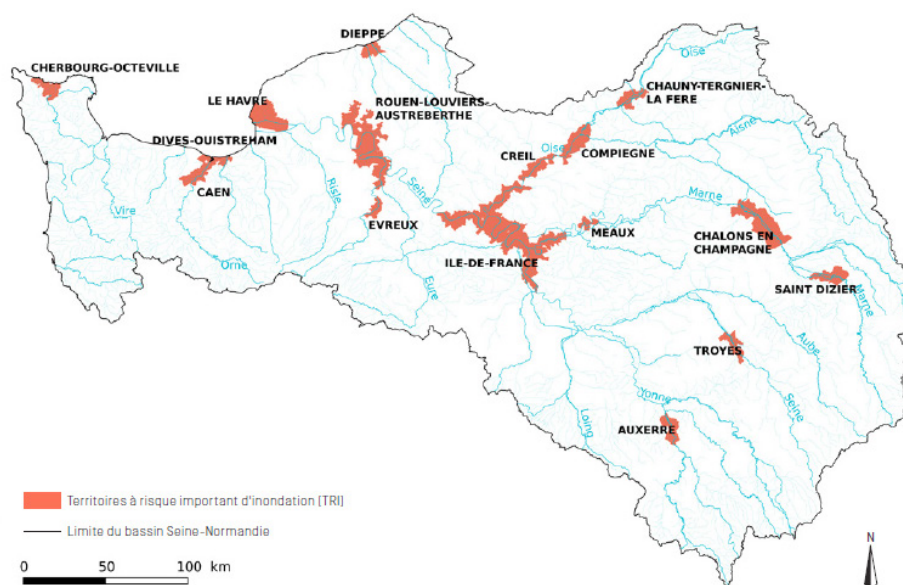 DIEPPE
Oise
CHERBOURG-OCTEVILLE
CHAUNY-TERGNIER-
LA FERE
LE HAVRE
ROUEN-LOUVIERS-
AUSTREBERTHE
Aisne
DIVES-OUISTREHAM
Oise
CREIL
COMPIEGNE
CAEN
Risle
Seine
Marne
Vire
EVREUX
MEAUX
CHALONS EN
CHAMPAGNE
Orne
ILE-DE-FRANCE
Eure
SAINT DIZIER
Marne
TROYES
Aube
Yonne
Seine
Loing
AUXERRE
Territoires à risque important d'inondation (TRI)
Limite du bassin Seine-Normandie
0 50 100 km
N